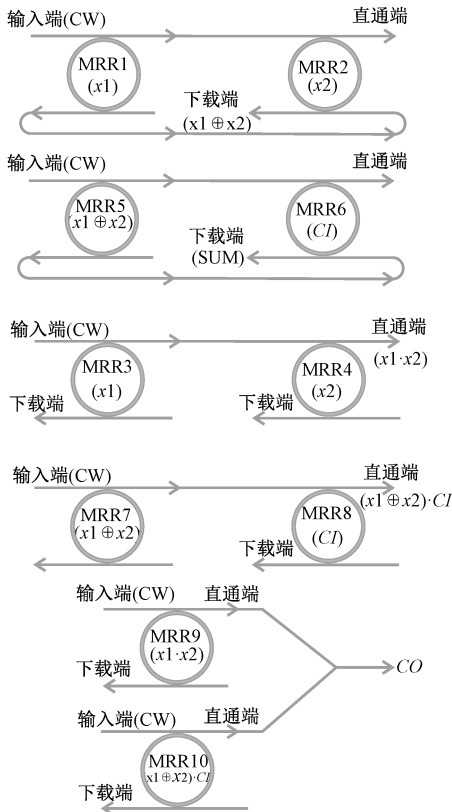 输入端(CW) 直通端
MRR1 MRR2
(x1) (x2)
下载端
(x1⊕x2)
输入端(CW) 直通端
MRR5 MRR6
(x1⊕x2) (CI)
下载端
(SUM)
输入端(CW) 直通端
(x1·x2)
MRR3 MRR4
(x1) (x2)
下载端 下载端
输入端(CW) 直通端
(x1⊕x2)·CI
MRR7 MRR8
(x1⊕x2) (CI)
下载端
输入端(CW) 直通端
MRR9
(x1·x2)
下载端
CO
输入端(CW) 直通端
MRR10
x1⊕x2)·CI
下载端